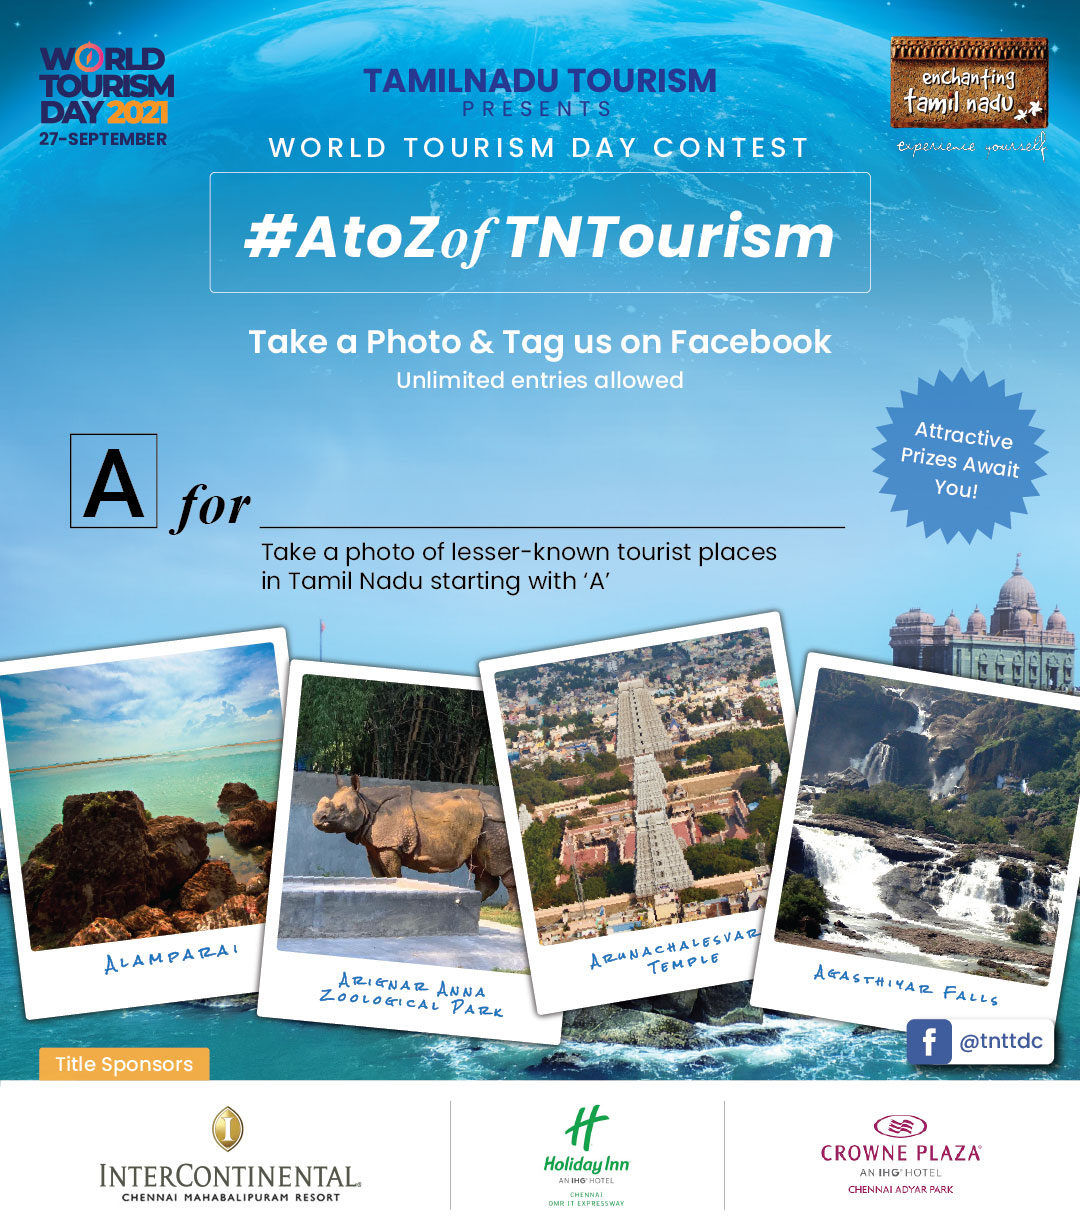 WORLD
TOURISM
DAY 2021
27-SEPTEMBER
TAMILNADU TOURISM
PRESENTS
WORLD TOURISM DAY CONTEST
enchanting
tamil nadu
experience yourself
#AtoZof TNTourism
Take a Photo & Tag us on Facebook
Unlimited entries allowed
Attractive
Prizes Await
You!
A for
Take a photo of lesser-known tourist places
in Tamil Nadu starting with ‘A’
ALAMPARAI
ARIGNAR ANNA
ZOOLOGICAL PARK
ARUNACHALESVAR
TEMPLE
AGASTHIYAR FALLS
f @tnttdc
Title Sponsors
I
INTERCONTINENTAL®
CHENNAI MAHABALIPURAM RESORT
H
Holiday Inn
AN IHG® HOTEL
CHENNAI
OMR IT EXPRESSWAY
CROWNE PLAZA®
AN IHG® HOTEL
CHENNAI ADYAR PARK